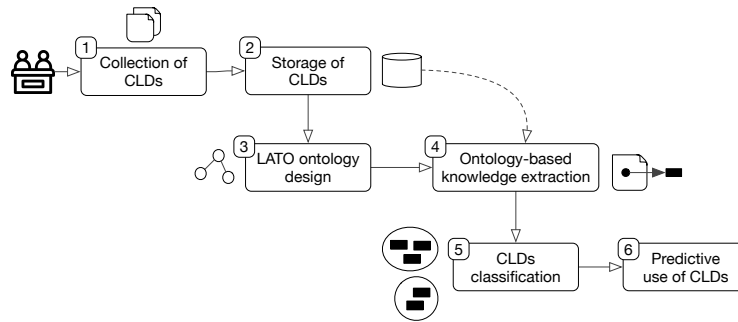 1
Collection of
CLDs
2
Storage of
CLDs
3
LATO ontology
design
4
Ontology-based
knowledge extraction
5
CLDs
classification
6
Predictive
use of CLDs